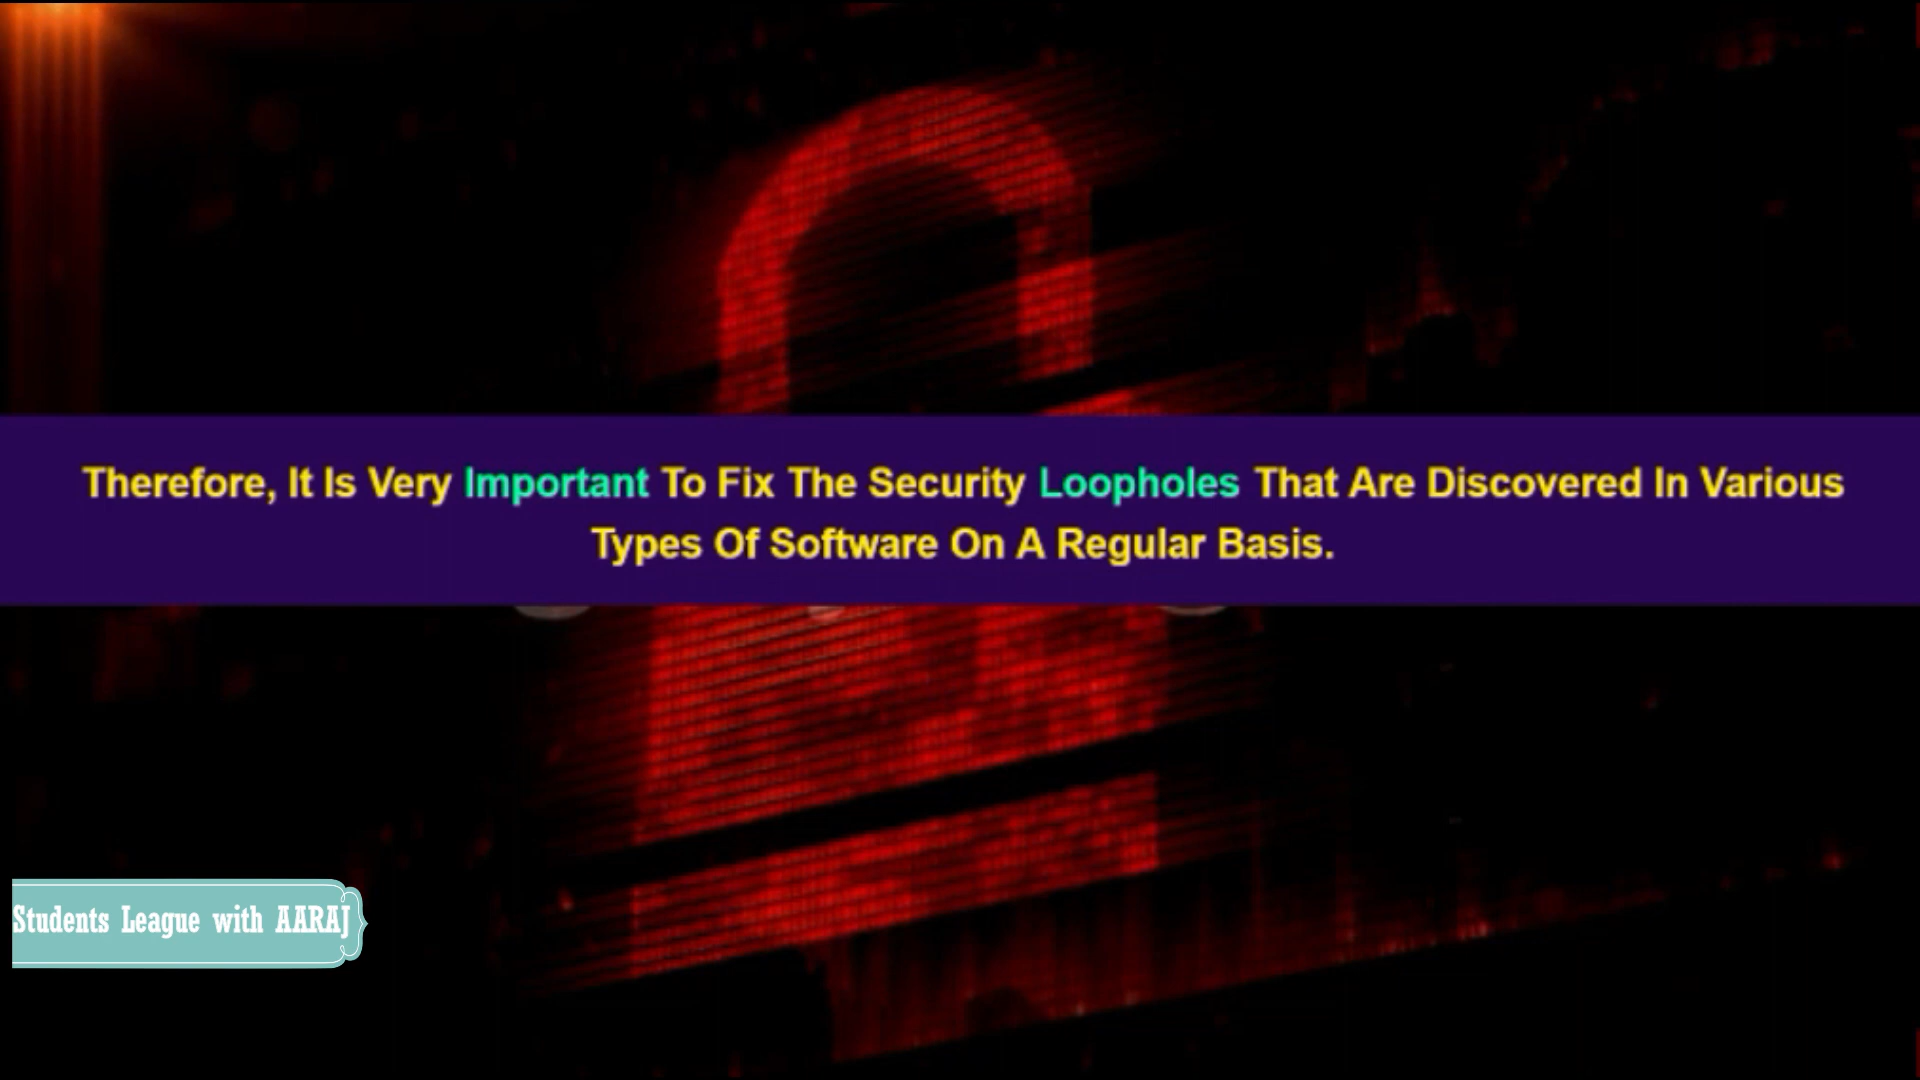 Therefore, It Is Very Important To Fix The Security Loopholes That Are Discovered In Various
Types Of Software On A Regular Basis.
Students League with AARAJ